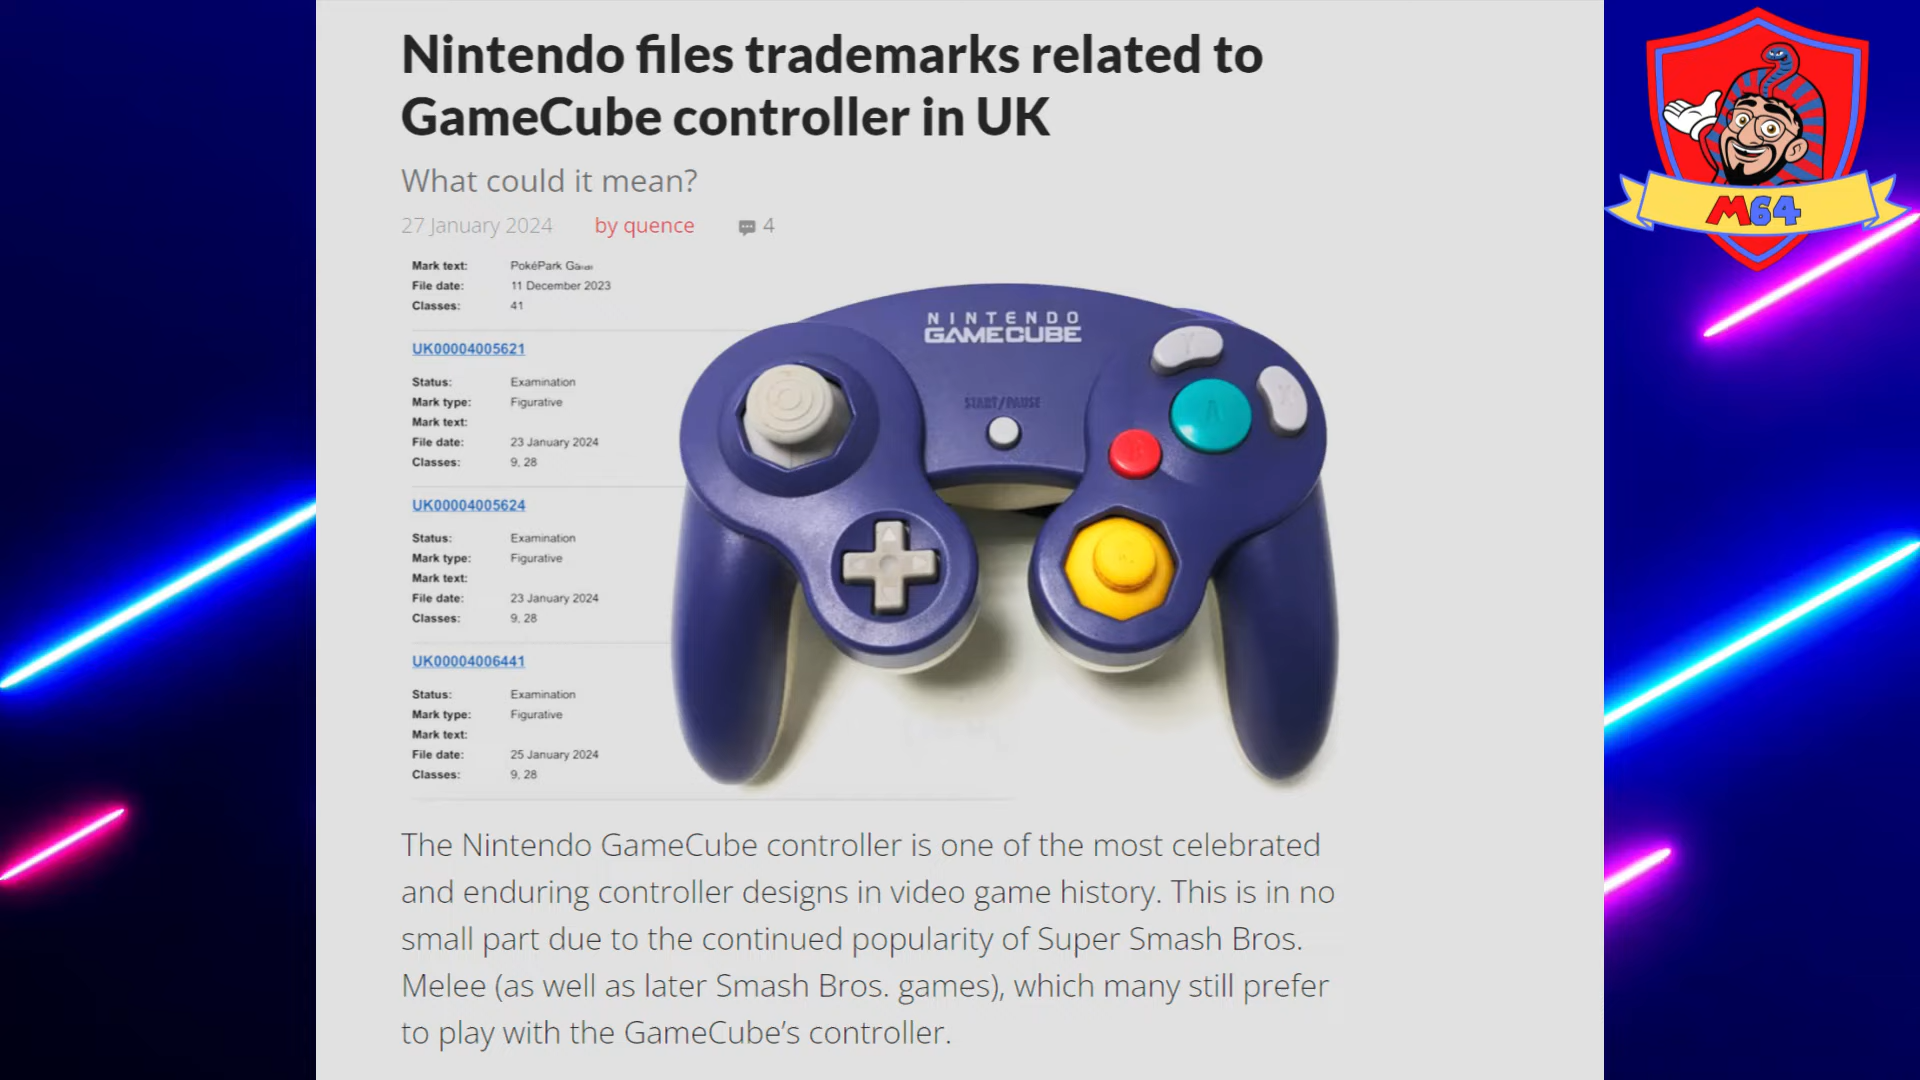 Nintendo files trademarks related to
GameCube controller in UK
What could it mean?
27 January 2024 by quence 4
Mark text: PokéPark
File date: 11 December 2023
Classes: 41
UK00004005621
Status: Examination
Mark type: Figurative
Mark text:
File date: 23 January 2024
Classes: 9, 28
UK00004005624
Status: Examination
Mark type: Figurative
Mark text:
File date: 23 January 2024
Classes: 9, 28
UK00004006441
Status: Examination
Mark type: Figurative
Mark text:
File date: 25 January 2024
Classes: 9, 28
NINTENDO
GAMECUBE
START/PAUSE
Y
X
A
B
M64
The Nintendo GameCube controller is one of the most celebrated
and enduring controller designs in video game history. This is in no
small part due to the continued popularity of Super Smash Bros.
Melee (as well as later Smash Bros. games), which many still prefer
to play with the GameCube’s controller.